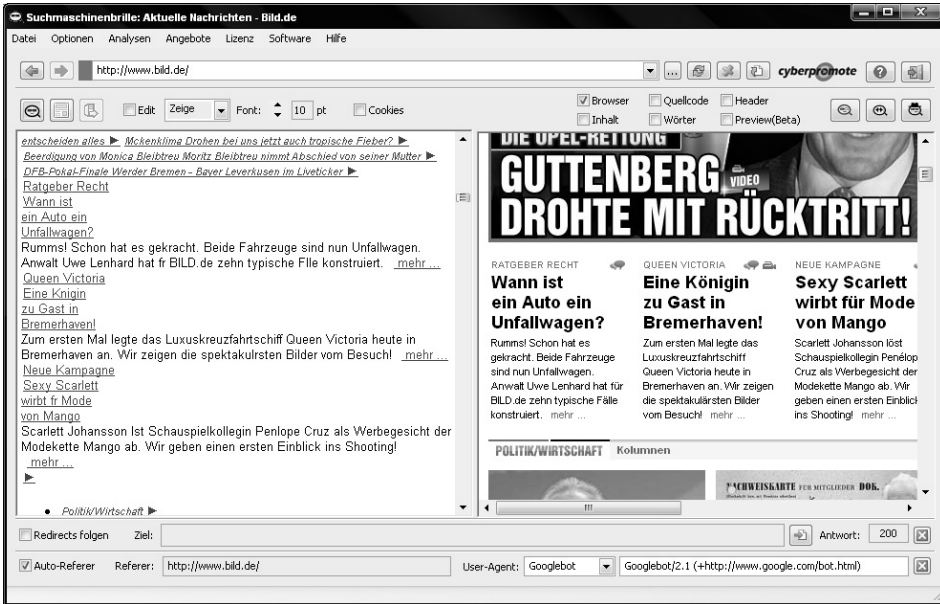 Suchmaschinenbrille: Aktuelle Nachrichten - Bild.de
Datei Optionen Analysen Angebote Lizenz Software Hilfe
http://www.bild.de/
...
cyberpromote
Edit Zeige Font: 10 pt Cookies
Browser Quellcode Header
Inhalt Wörter Preview(Beta)
entscheiden alles ► Mckenklima Drohen bei uns jetzt auch tropische Fieber? ►
Beerdigung von Monica Bleibtreu Moritz Bleibtreu nimmt Abschied von seiner Mutter ►
DFB-Pokal-Finale Werder Bremen - Bayer Leverkusen im Liveticker ►
Ratgeber Recht
Wann ist
ein Auto ein
Unfallwagen?
Rumms! Schon hat es gekracht. Beide Fahrzeuge sind nun Unfallwagen.
Anwalt Uwe Lenhard hat fr BILD.de zehn typische Flle konstruiert. mehr ...
Queen Victoria
Eine Knigin
zu Gast in
Bremerhaven!
Zum ersten Mal legte das Luxuskreuzfahrtschiff Queen Victoria heute in
Bremerhaven an. Wir zeigen die spektakulrsten Bilder vom Besuch! mehr ...
Neue Kampagne
Sexy Scarlett
wirbt fr Mode
von Mango
Scarlett Johansson lst Schauspielkollegin Penlope Cruz als Werbegesicht der
Modekette Mango ab. Wir geben einen ersten Einblick ins Shooting!
mehr ...
►
• Politik/Wirtschaft ►
DIE OPEL-RETTUNG
GUTTENBERG
VIDEO
DROHTE MIT RÜCKTRITT!
RATGEBER RECHT
Wann ist
ein Auto ein
Unfallwagen?
Rumms! Schon hat es
gekracht. Beide Fahrzeuge
sind nun Unfallwagen.
Anwalt Uwe Lenhard hat für
BILD.de zehn typische Fälle
konstruiert. mehr ...
QUEEN VICTORIA
Eine Königin
zu Gast in
Bremerhaven!
Zum ersten Mal legte das
Luxuskreuzfahrtschiff
Queen Victoria heute in
Bremerhaven an. Wir zeigen
die spektakulärsten Bilder
vom Besuch! mehr ...
NEUE KAMPAGNE
Sexy Scarlett
wirbt für Mode
von Mango
Scarlett Johansson löst
Schauspielkollegin Penélop
Cruz als Werbegesicht der
Modekette Mango ab. Wir
geben einen ersten Einblick
ins Shooting! mehr ...
POLITIK/WIRTSCHAFT Kolumnen
NACHWEISKARTE FÜR MITGLIEDER DOK.
Redirects folgen Ziel: Antwort: 200
Auto-Referer Referer: http://www.bild.de/ User-Agent: Googlebot Googlebot/2.1 (+http://www.google.com/bot.html)